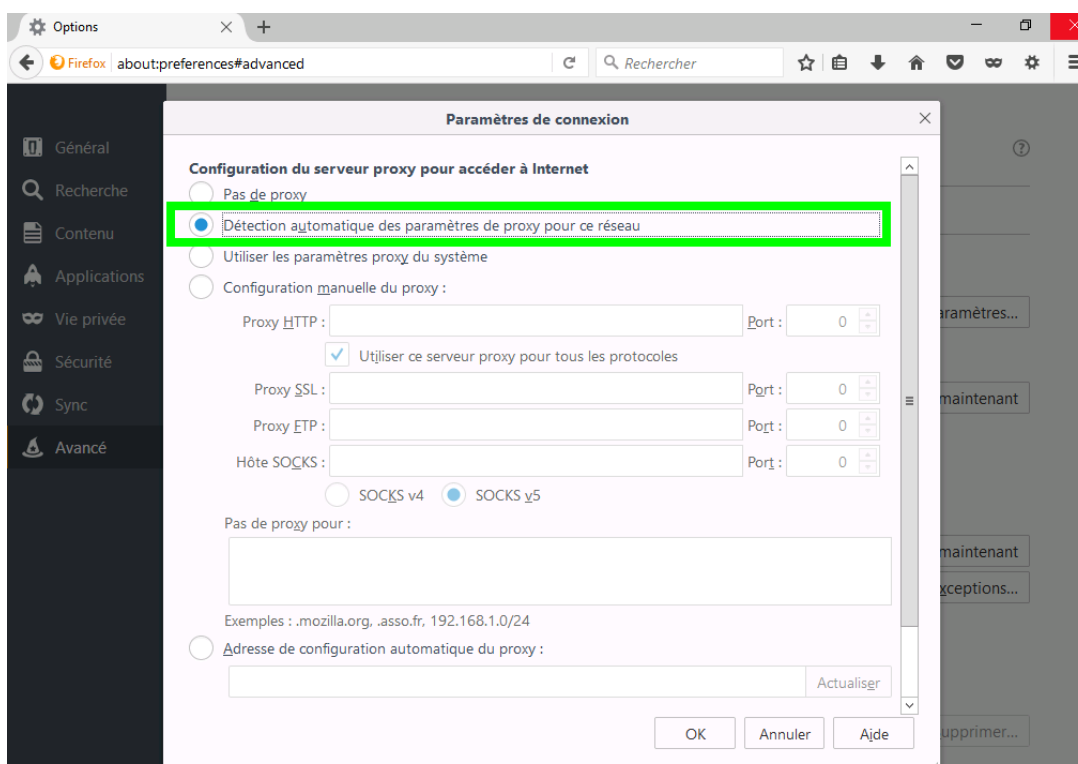 Options
Firefox about:preferences#advanced
Rechercher
Paramètres de connexion
Général
Recherche
Contenu
Applications
Vie privée
Sécurité
Sync
Avancé
Configuration du serveur proxy pour accéder à Internet
Pas de proxy
Détection automatique des paramètres de proxy pour ce réseau
Utiliser les paramètres proxy du système
Configuration manuelle du proxy :
Proxy HTTP : Port : 0
Utiliser ce serveur proxy pour tous les protocoles
Proxy SSL : Port : 0
Proxy FTP : Port : 0
Hôte SOCKS : Port : 0
SOCKS v4 SOCKS v5
Pas de proxy pour :
Exemples : .mozilla.org, .asso.fr, 192.168.1.0/24
Adresse de configuration automatique du proxy :
Actualiser
OK Annuler Aide
aramètres...
maintenant
maintenant
xceptions...
upprimer...